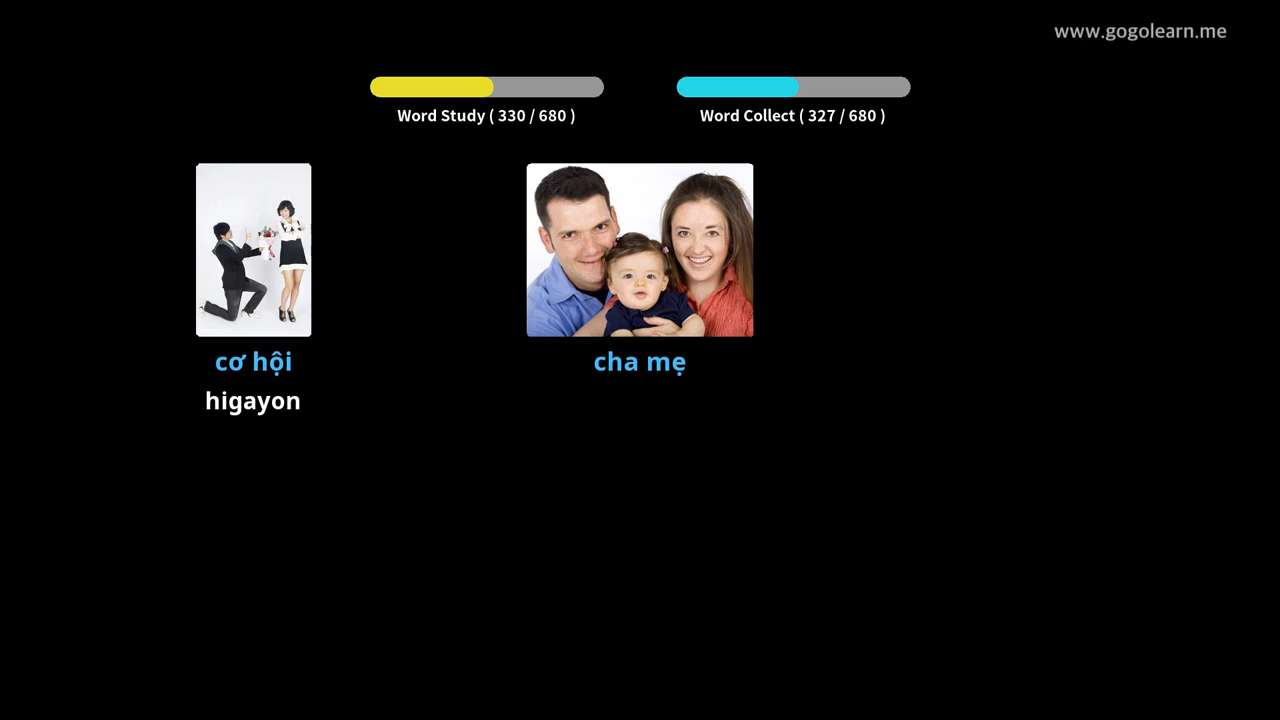 www.gogolearn.me
Word Study ( 330 / 680 )
Word Collect ( 327 / 680 )
cơ hội
higayon
cha mẹ